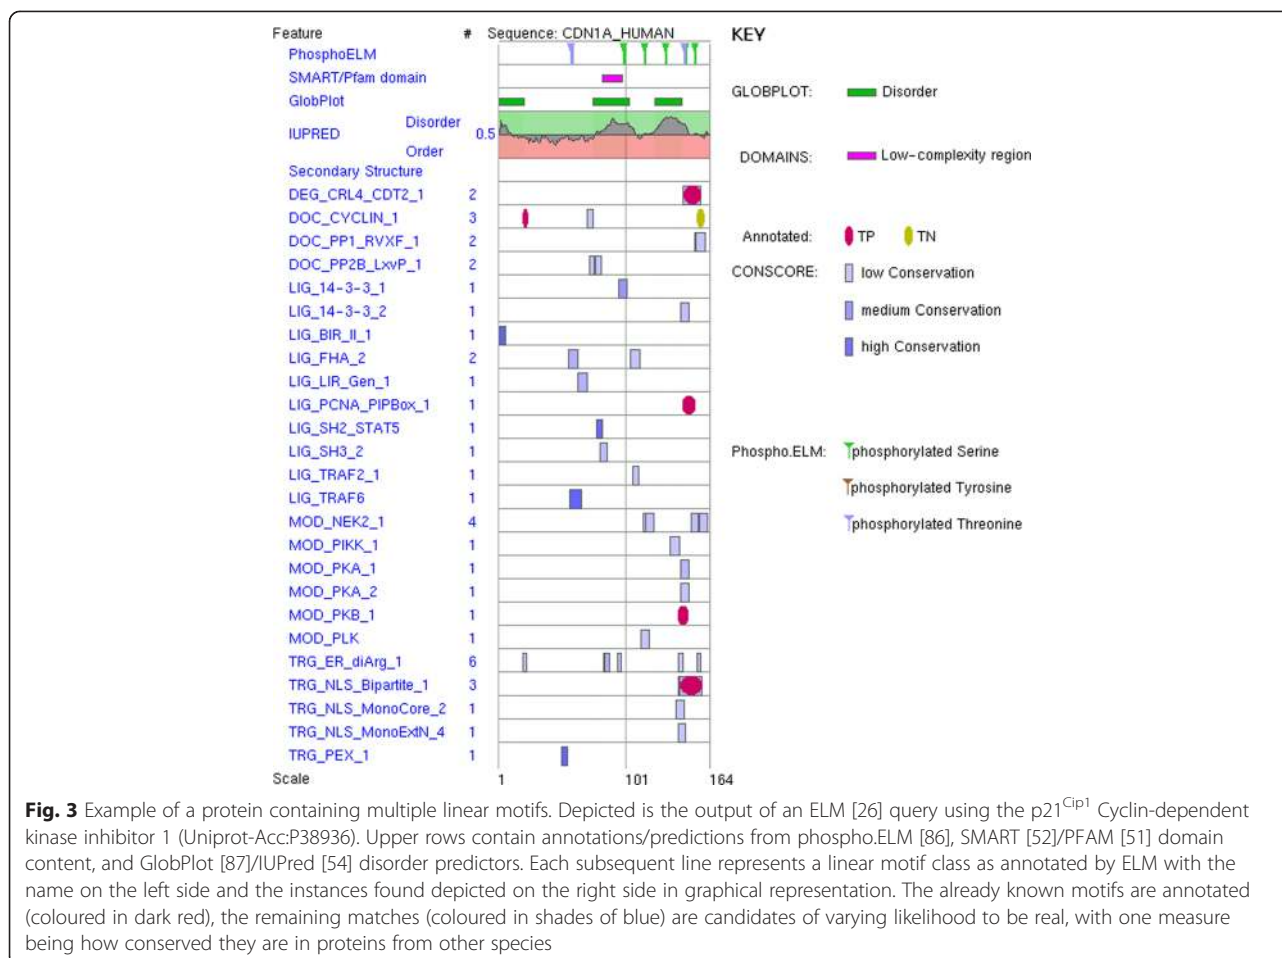 Feature # Sequence: CDN1A_HUMAN
PhosphoELM
SMART/Pfam domain
GlobPlot
Disorder
IUPRED 0.5
Order
Secondary Structure
DEG_CRL4_CDT2_1 2
DOC_CYCLIN_1 3
DOC_PP1_RVXF_1 2
DOC_PP2B_LxvP_1 2
LIG_14-3-3_1 1
LIG_14-3-3_2 1
LIG_BIR_II_1 1
LIG_FHA_2 2
LIG_LIR_Gen_1 1
LIG_PCNA_PIPBox_1 1
LIG_SH2_STAT5 1
LIG_SH3_2 1
LIG_TRAF2_1 1
LIG_TRAF6 1
MOD_NEK2_1 4
MOD_PIKK_1 1
MOD_PKA_1 1
MOD_PKA_2 1
MOD_PKB_1 1
MOD_PLK 1
TRG_ER_diArg_1 6
TRG_NLS_Bipartite_1 3
TRG_NLS_MonoCore_2 1
TRG_NLS_MonoExtN_4 1
TRG_PEX_1 1
Scale 1 101 164
KEY
GLOBPLOT: Disorder
DOMAINS: Low-complexity region
Annotated: TP TN
CONSCORE: low Conservation
medium Conservation
high Conservation
Phospho.ELM: phosphorylated Serine
phosphorylated Tyrosine
phosphorylated Threonine
Fig. 3 Example of a protein containing multiple linear motifs. Depicted is the output of an ELM [26] query using the p21Cip1 Cyclin-dependent
kinase inhibitor 1 (Uniprot-Acc:P38936). Upper rows contain annotations/predictions from phospho.ELM [86], SMART [52]/PFAM [51] domain
content, and GlobPlot [87]/IUPred [54] disorder predictors. Each subsequent line represents a linear motif class as annotated by ELM with the
name on the left side and the instances found depicted on the right side in graphical representation. The already known motifs are annotated
(coloured in dark red), the remaining matches (coloured in shades of blue) are candidates of varying likelihood to be real, with one measure
being how conserved they are in proteins from other species